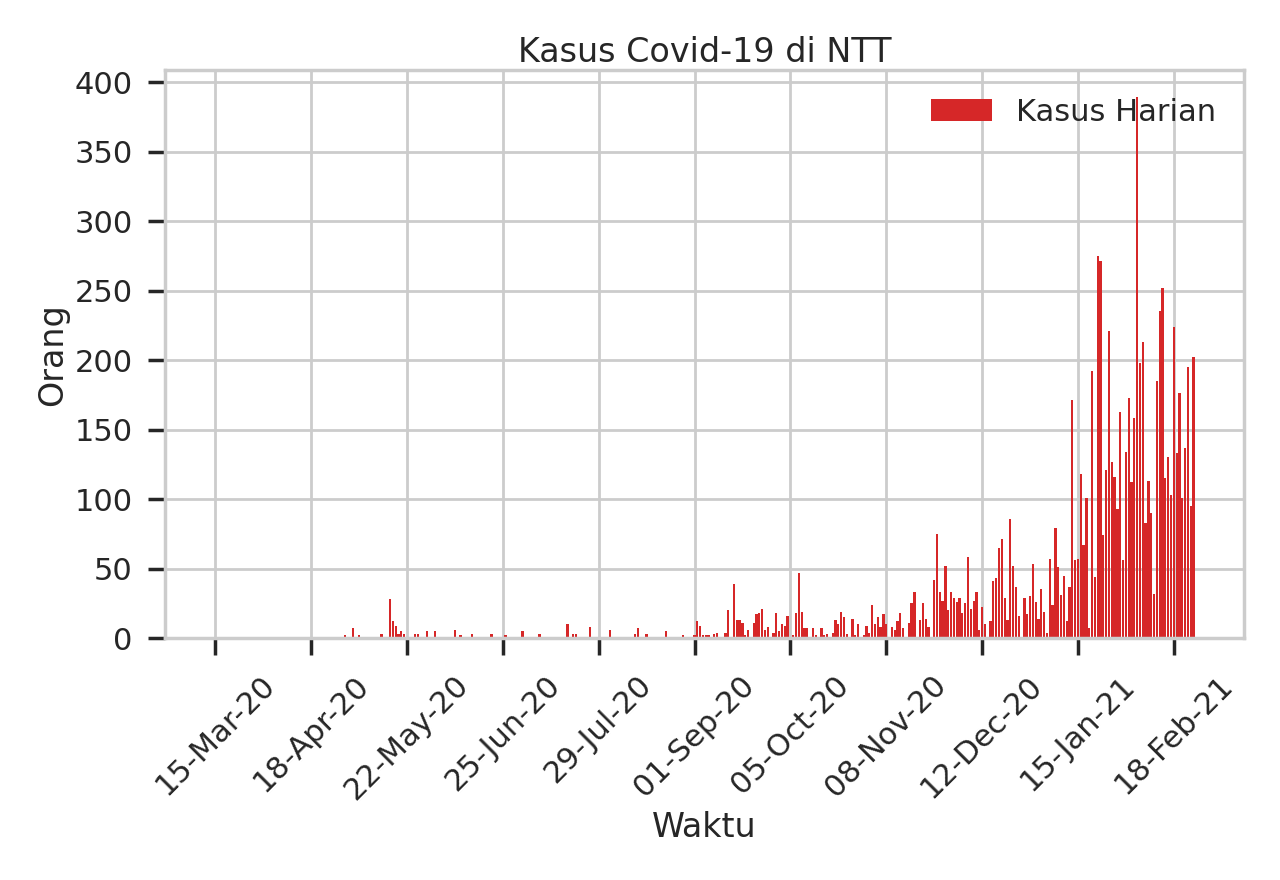 Kasus Covid-19 di NTT
Kasus Harian
Orang
400
350
300
250
200
150
100
50
0
15-Mar-20
18-Apr-20
22-May-20
25-Jun-20
29-Jul-20
01-Sep-20
05-Oct-20
08-Nov-20
12-Dec-20
15-Jan-21
18-Feb-21
Waktu